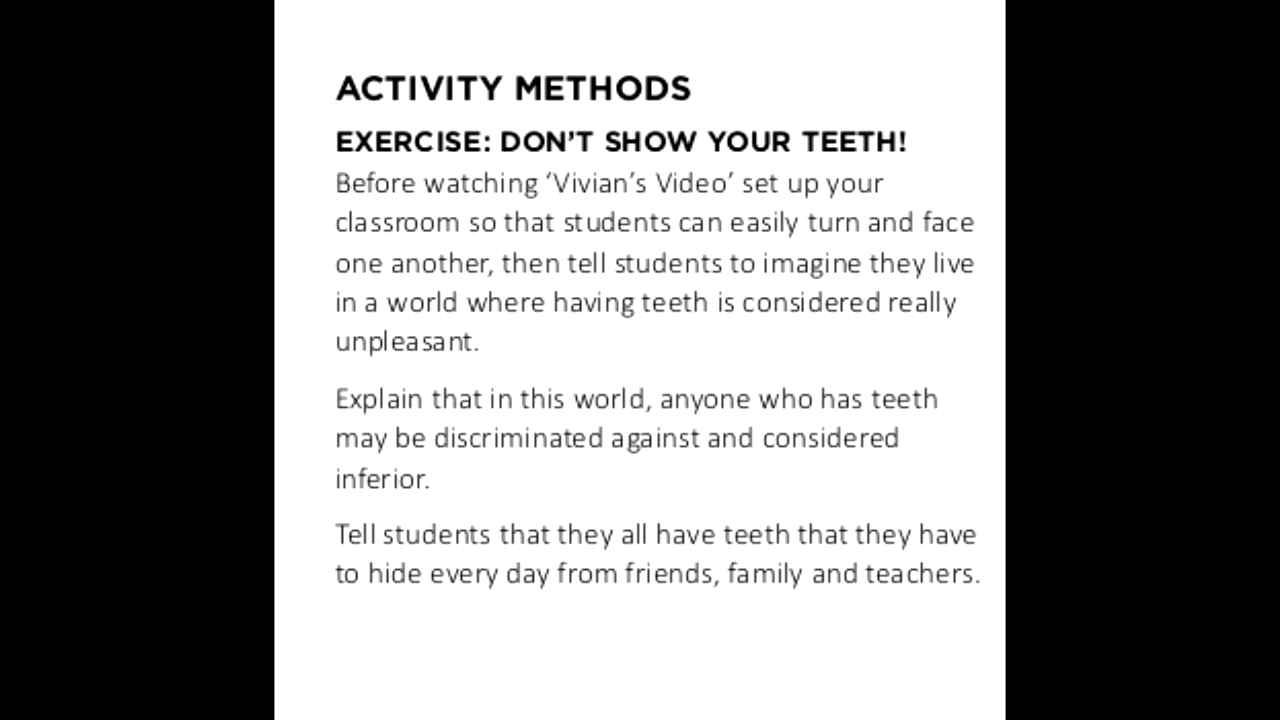 ACTIVITY METHODS
EXERCISE: DON’T SHOW YOUR TEETH!
Before watching ‘Vivian’s Video’ set up your
classroom so that students can easily turn and face
one another, then tell students to imagine they live
in a world where having teeth is considered really
unpleasant.
Explain that in this world, anyone who has teeth
may be discriminated against and considered
inferior.
Tell students that they all have teeth that they have
to hide every day from friends, family and teachers.